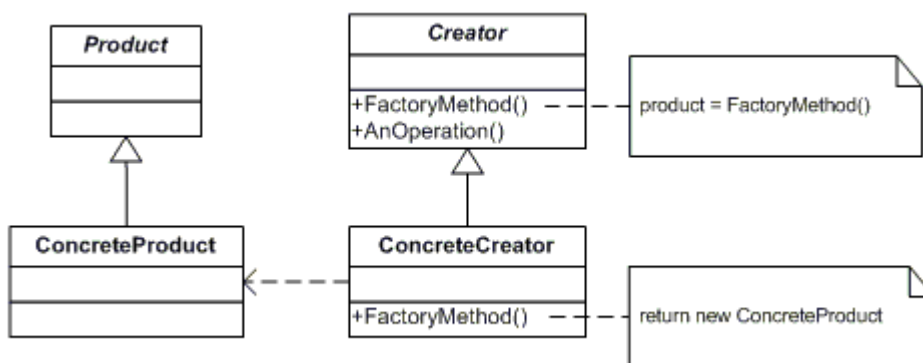 Product
Creator
+FactoryMethod()
+AnOperation()
product = FactoryMethod()
ConcreteProduct
ConcreteCreator
+FactoryMethod()
return new ConcreteProduct